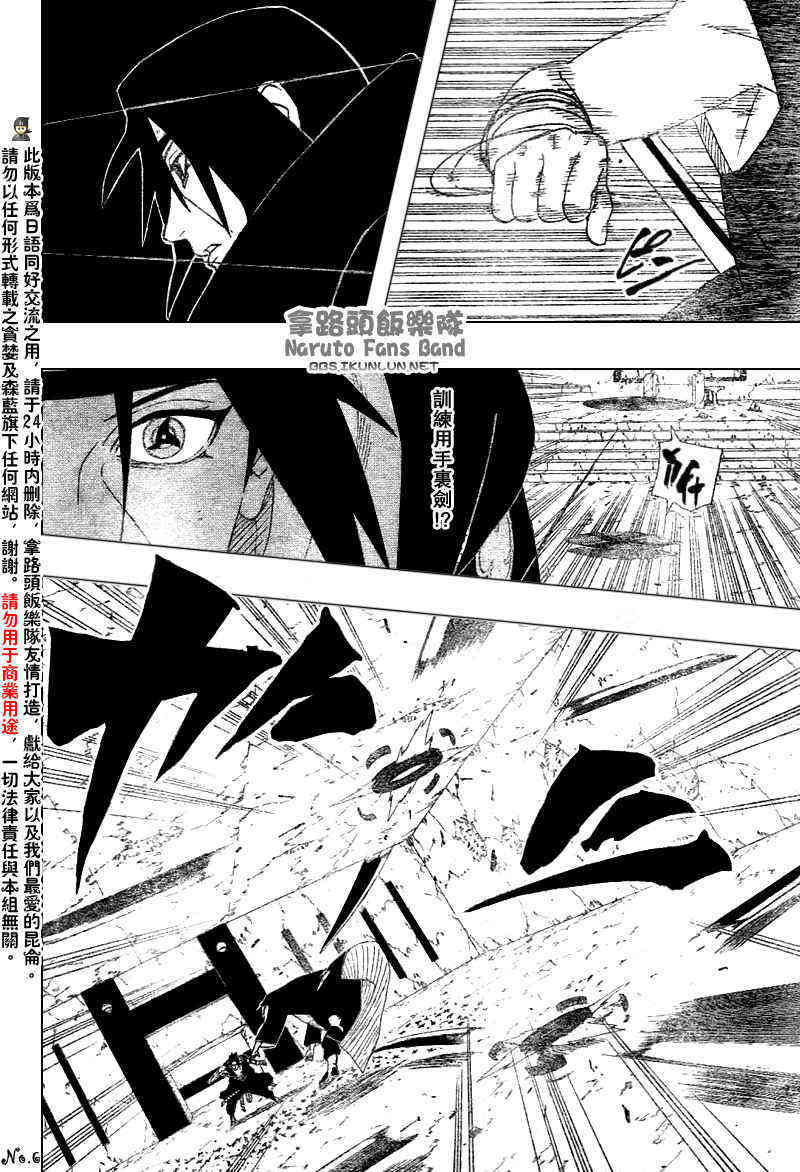 此版本爲日語同好交流之用，請于24小時内刪除，拿路頭飯樂隊友情打造，獻給大家以及我們最愛的昆侖。
請勿以任何形式轉載之貪婪及森藍旗下任何網站，謝謝。請勿用于商業用途，一切法律責任與本組無關。
拿路頭飯樂隊
Naruto Fans Band
BBS.IKUNLUN.NET
訓練用手裏劍!?
No.6